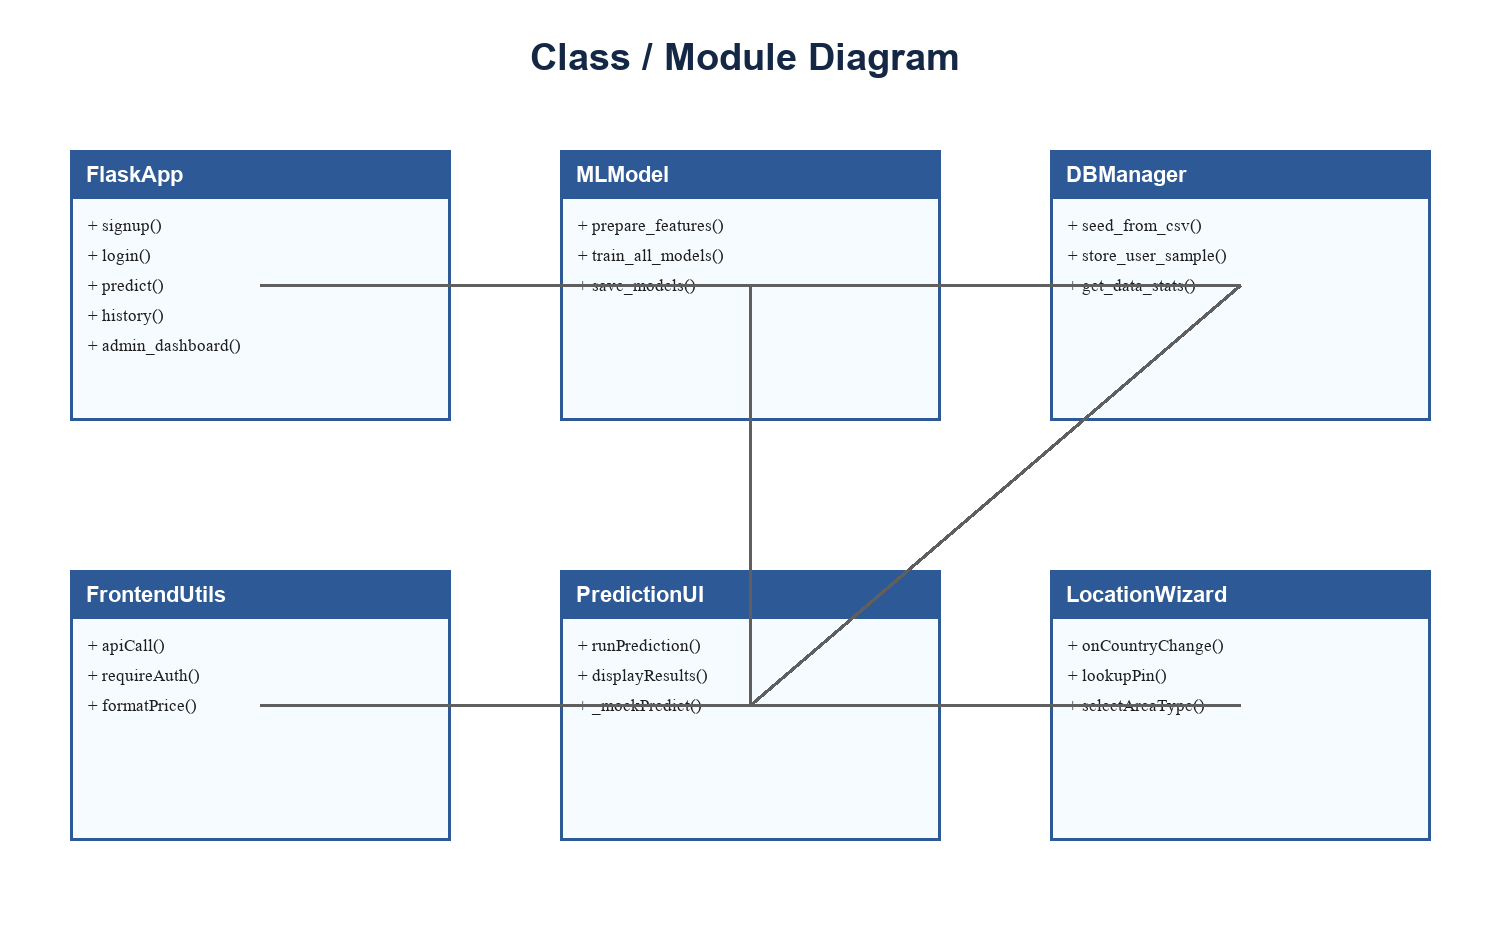 Class / Module Diagram
FlaskApp
+ signup()
+ login()
+ predict()
+ history()
+ admin_dashboard()
MLModel
+ prepare_features()
+ train_all_models()
+ save_models()
DBManager
+ seed_from_csv()
+ store_user_sample()
+ get_data_stats()
FrontendUtils
+ apiCall()
+ requireAuth()
+ formatPrice()
PredictionUI
+ runPrediction()
+ displayResults()
+ _mockPredict()
LocationWizard
+ onCountryChange()
+ lookupPin()
+ selectAreaType()